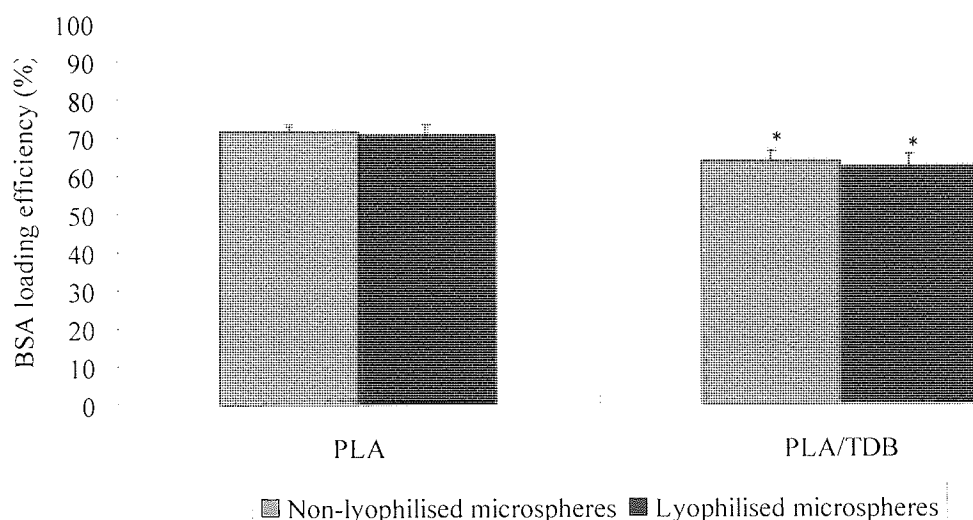 BSA loading efficiency (%)
100
90
80
70
60
50
40
30
20
10
0
*
*
PLA
PLA/TDB
Non-lyophilised microspheres
Lyophilised microspheres